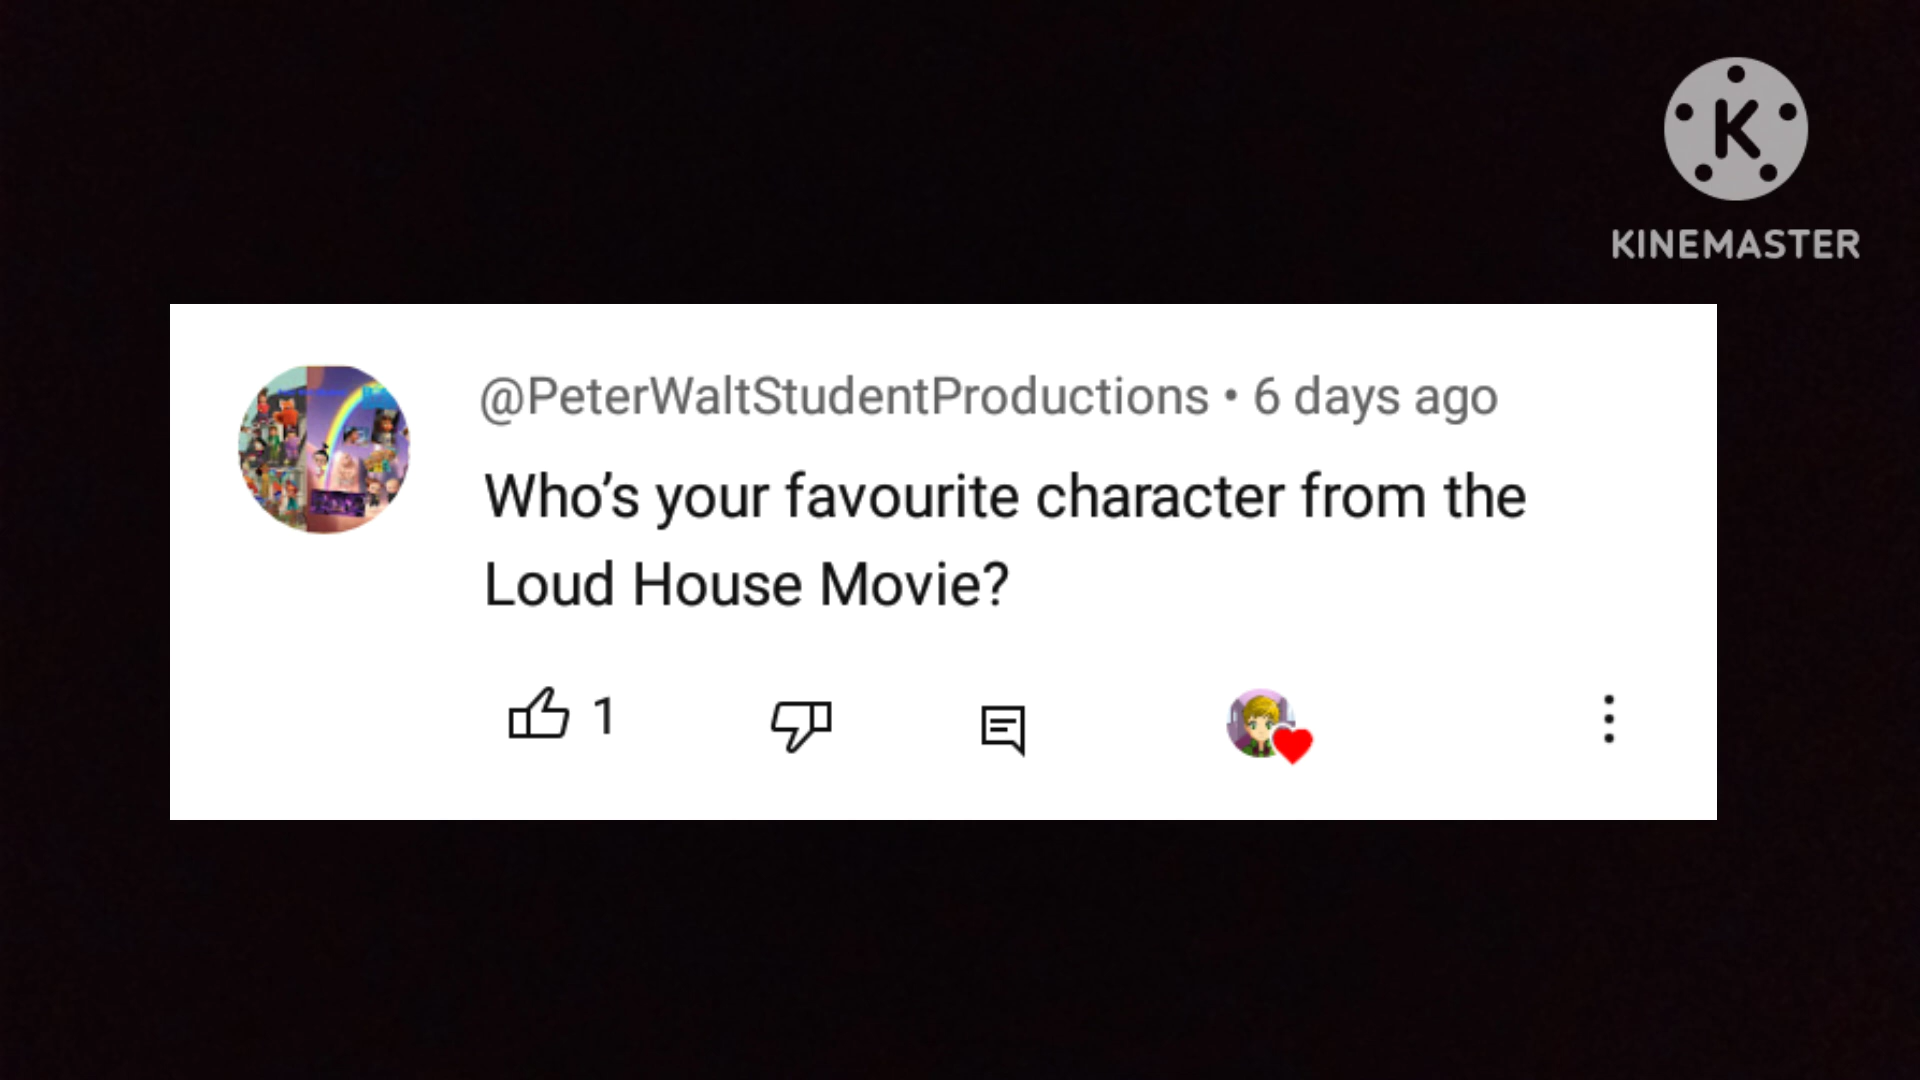 K
KINEMASTER
@PeterWaltStudentProductions • 6 days ago
Who’s your favourite character from the
Loud House Movie?
1